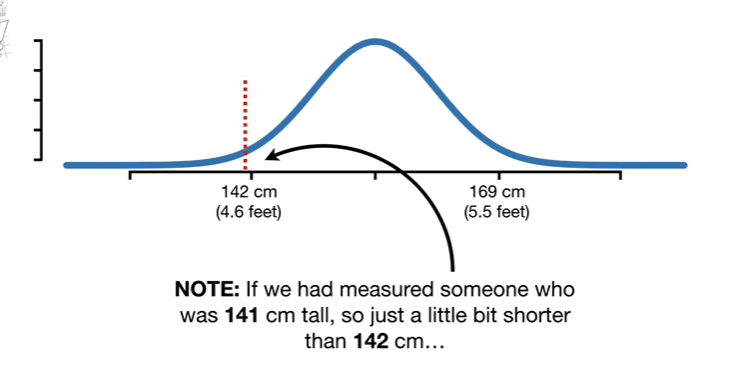 142 cm
(4.6 feet)
169 cm
(5.5 feet)
NOTE: If we had measured someone who
was 141 cm tall, so just a little bit shorter
than 142 cm…